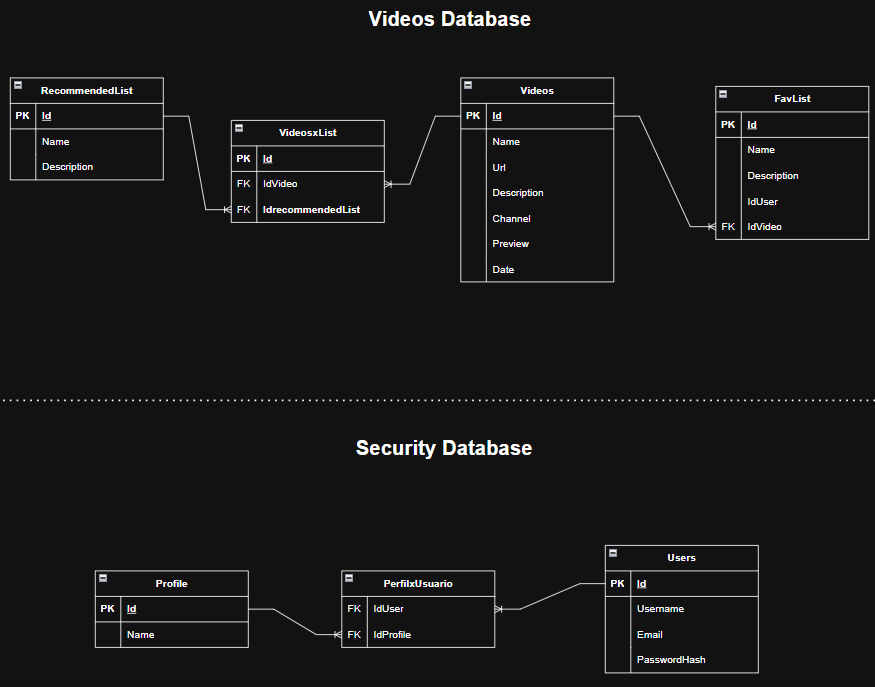 Videos Database
RecommendedList
PK Id
Name
Description
VideosxList
PK Id
FK IdVideo
FK IdrecommendedList
Videos
PK Id
Name
Url
Description
Channel
Preview
Date
FavList
PK Id
Name
Description
IdUser
FK IdVideo
Security Database
Profile
PK Id
Name
PerfilxUsuario
FK IdUser
FK IdProfile
Users
PK Id
Username
Email
PasswordHash